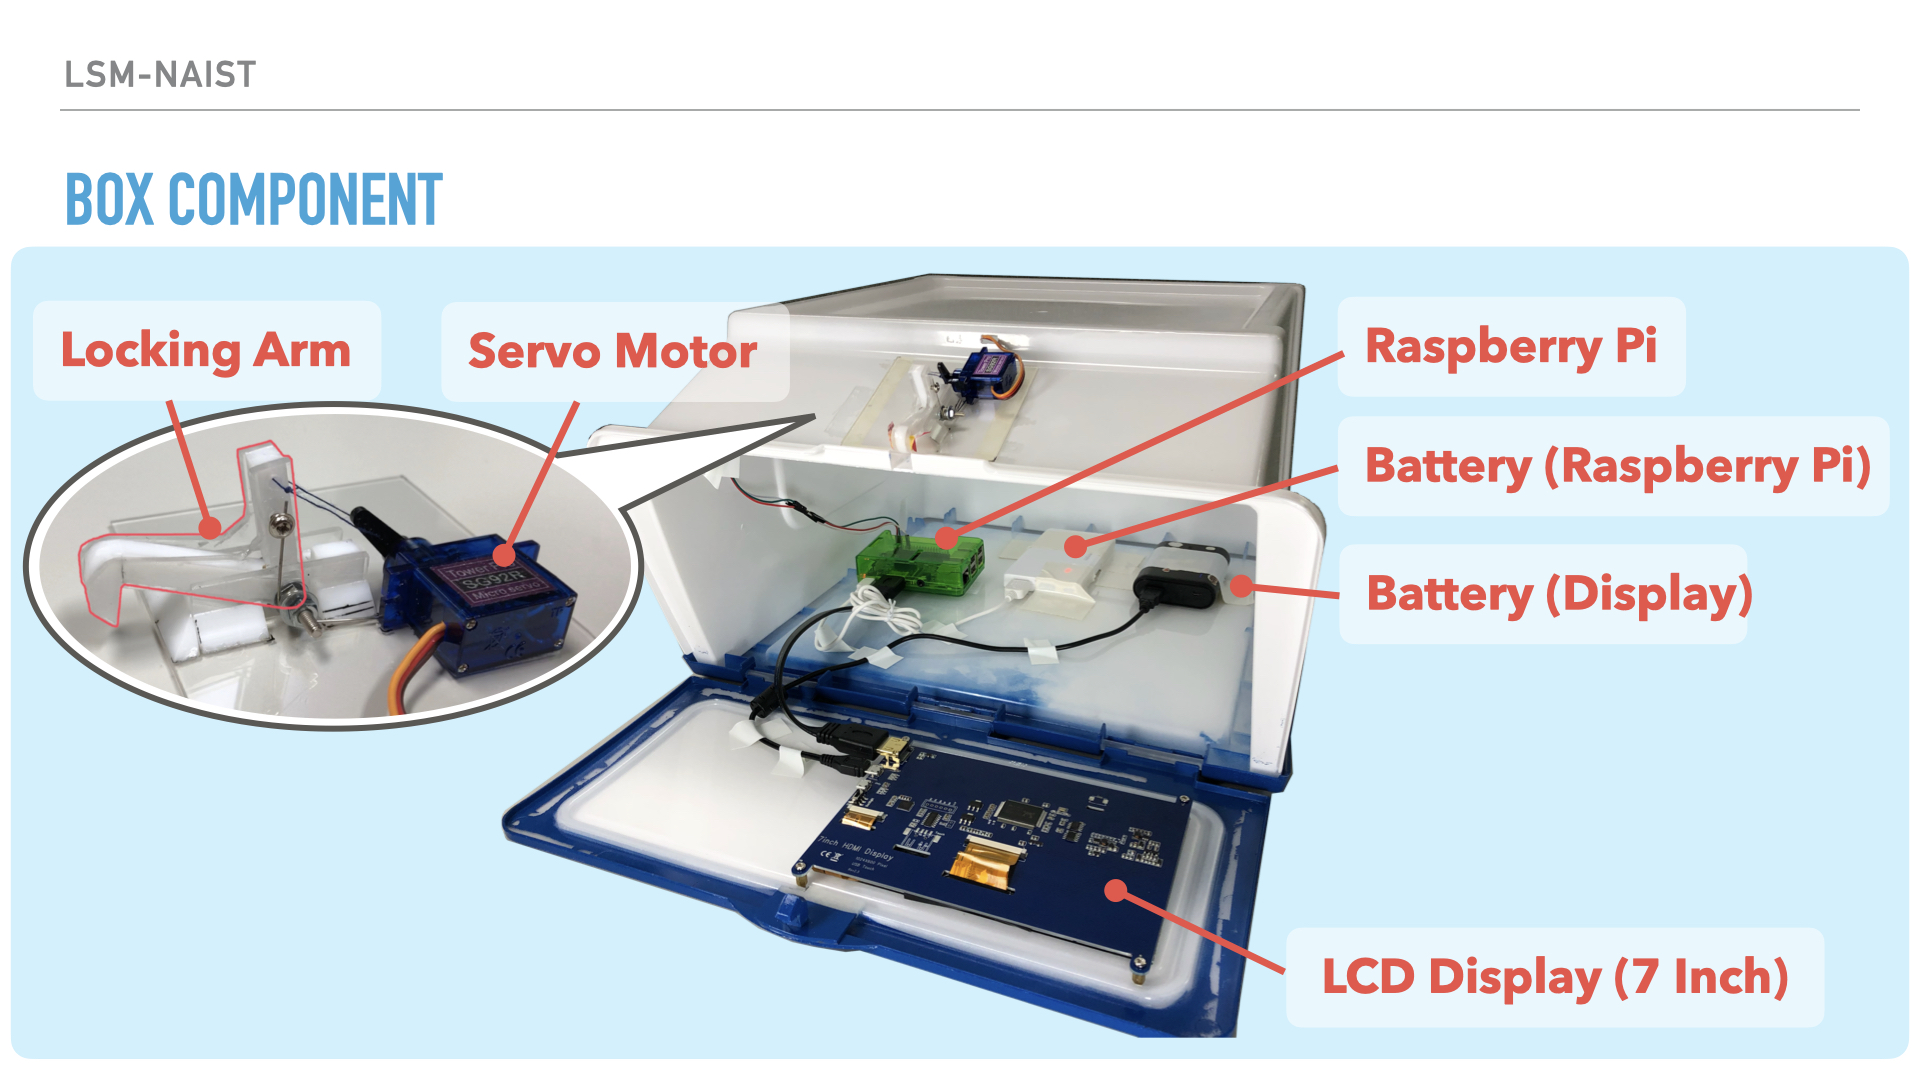 LSM-NAIST
BOX COMPONENT
Locking Arm
Servo Motor
Raspberry Pi
Battery (Raspberry Pi)
Battery (Display)
LCD Display (7 Inch)
SG92R
Micro servo
7inch HDMI Display